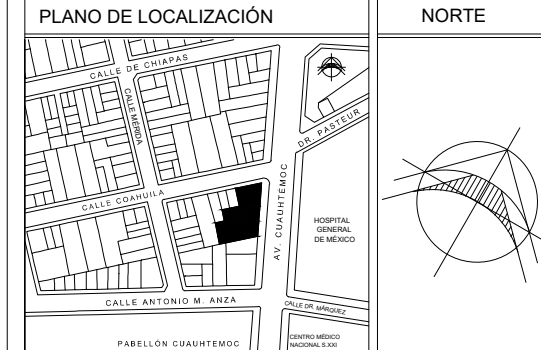 PLANO DE LOCALIZACIÓN
NORTE
CALLE DE CHIAPAS
CALLE MÉRIDA
DR. PASTEUR
CALLE COAHUILA
AV. CUAUHTEMOC
HOSPITAL
GENERAL
DE MÉXICO
CALLE ANTONIO M. ANZA
CALLE DR. MÁRQUEZ
PABELLÓN CUAUHTEMOC
CENTRO MÉDICO
NACIONAL S.XXI